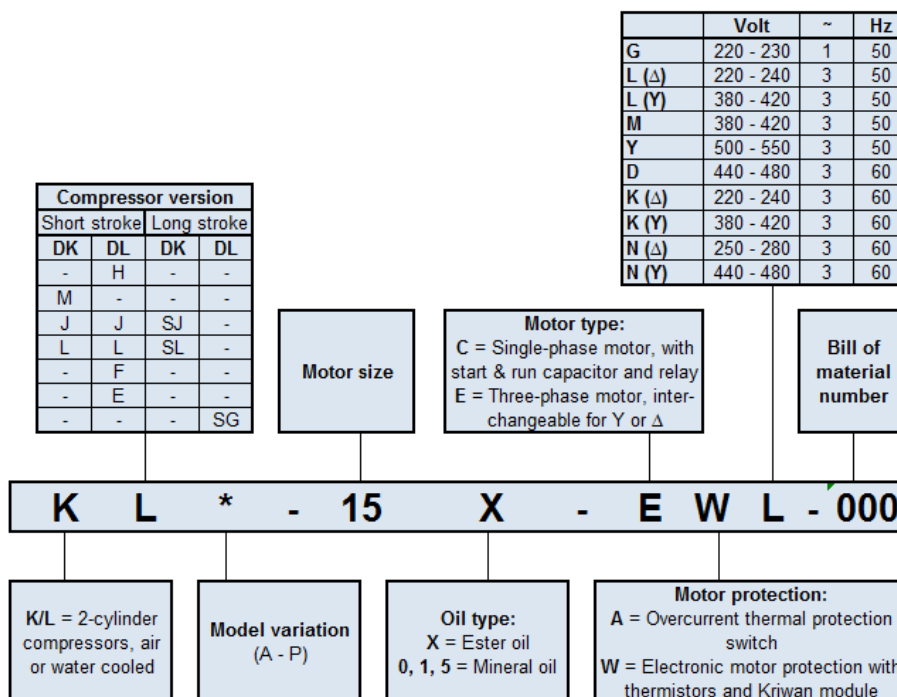 Volt ~ Hz
G 220 - 230 1 50
L (Δ) 220 - 240 3 50
L (Y) 380 - 420 3 50
M 380 - 420 3 50
Y 500 - 550 3 50
D 440 - 480 3 60
K (Δ) 220 - 240 3 60
K (Y) 380 - 420 3 60
N (Δ) 250 - 280 3 60
N (Y) 440 - 480 3 60
Compressor version
Short stroke Long stroke
DK DL DK DL
- H - -
M - - -
J J SJ -
L L SL -
- F - -
- E - -
- - - SG
Motor size
Motor type:
C = Single-phase motor, with
start & run capacitor and relay
E = Three-phase motor, inter-
changeable for Y or Δ
Bill of
material
number
K L * - 15 X - E W L - 000
K/L = 2-cylinder
compressors, air
or water cooled
Model variation
(A - P)
Oil type:
X = Ester oil
0, 1, 5 = Mineral oil
Motor protection:
A = Overcurrent thermal protection
switch
W = Electronic motor protection with
thermistors and Kriwan module